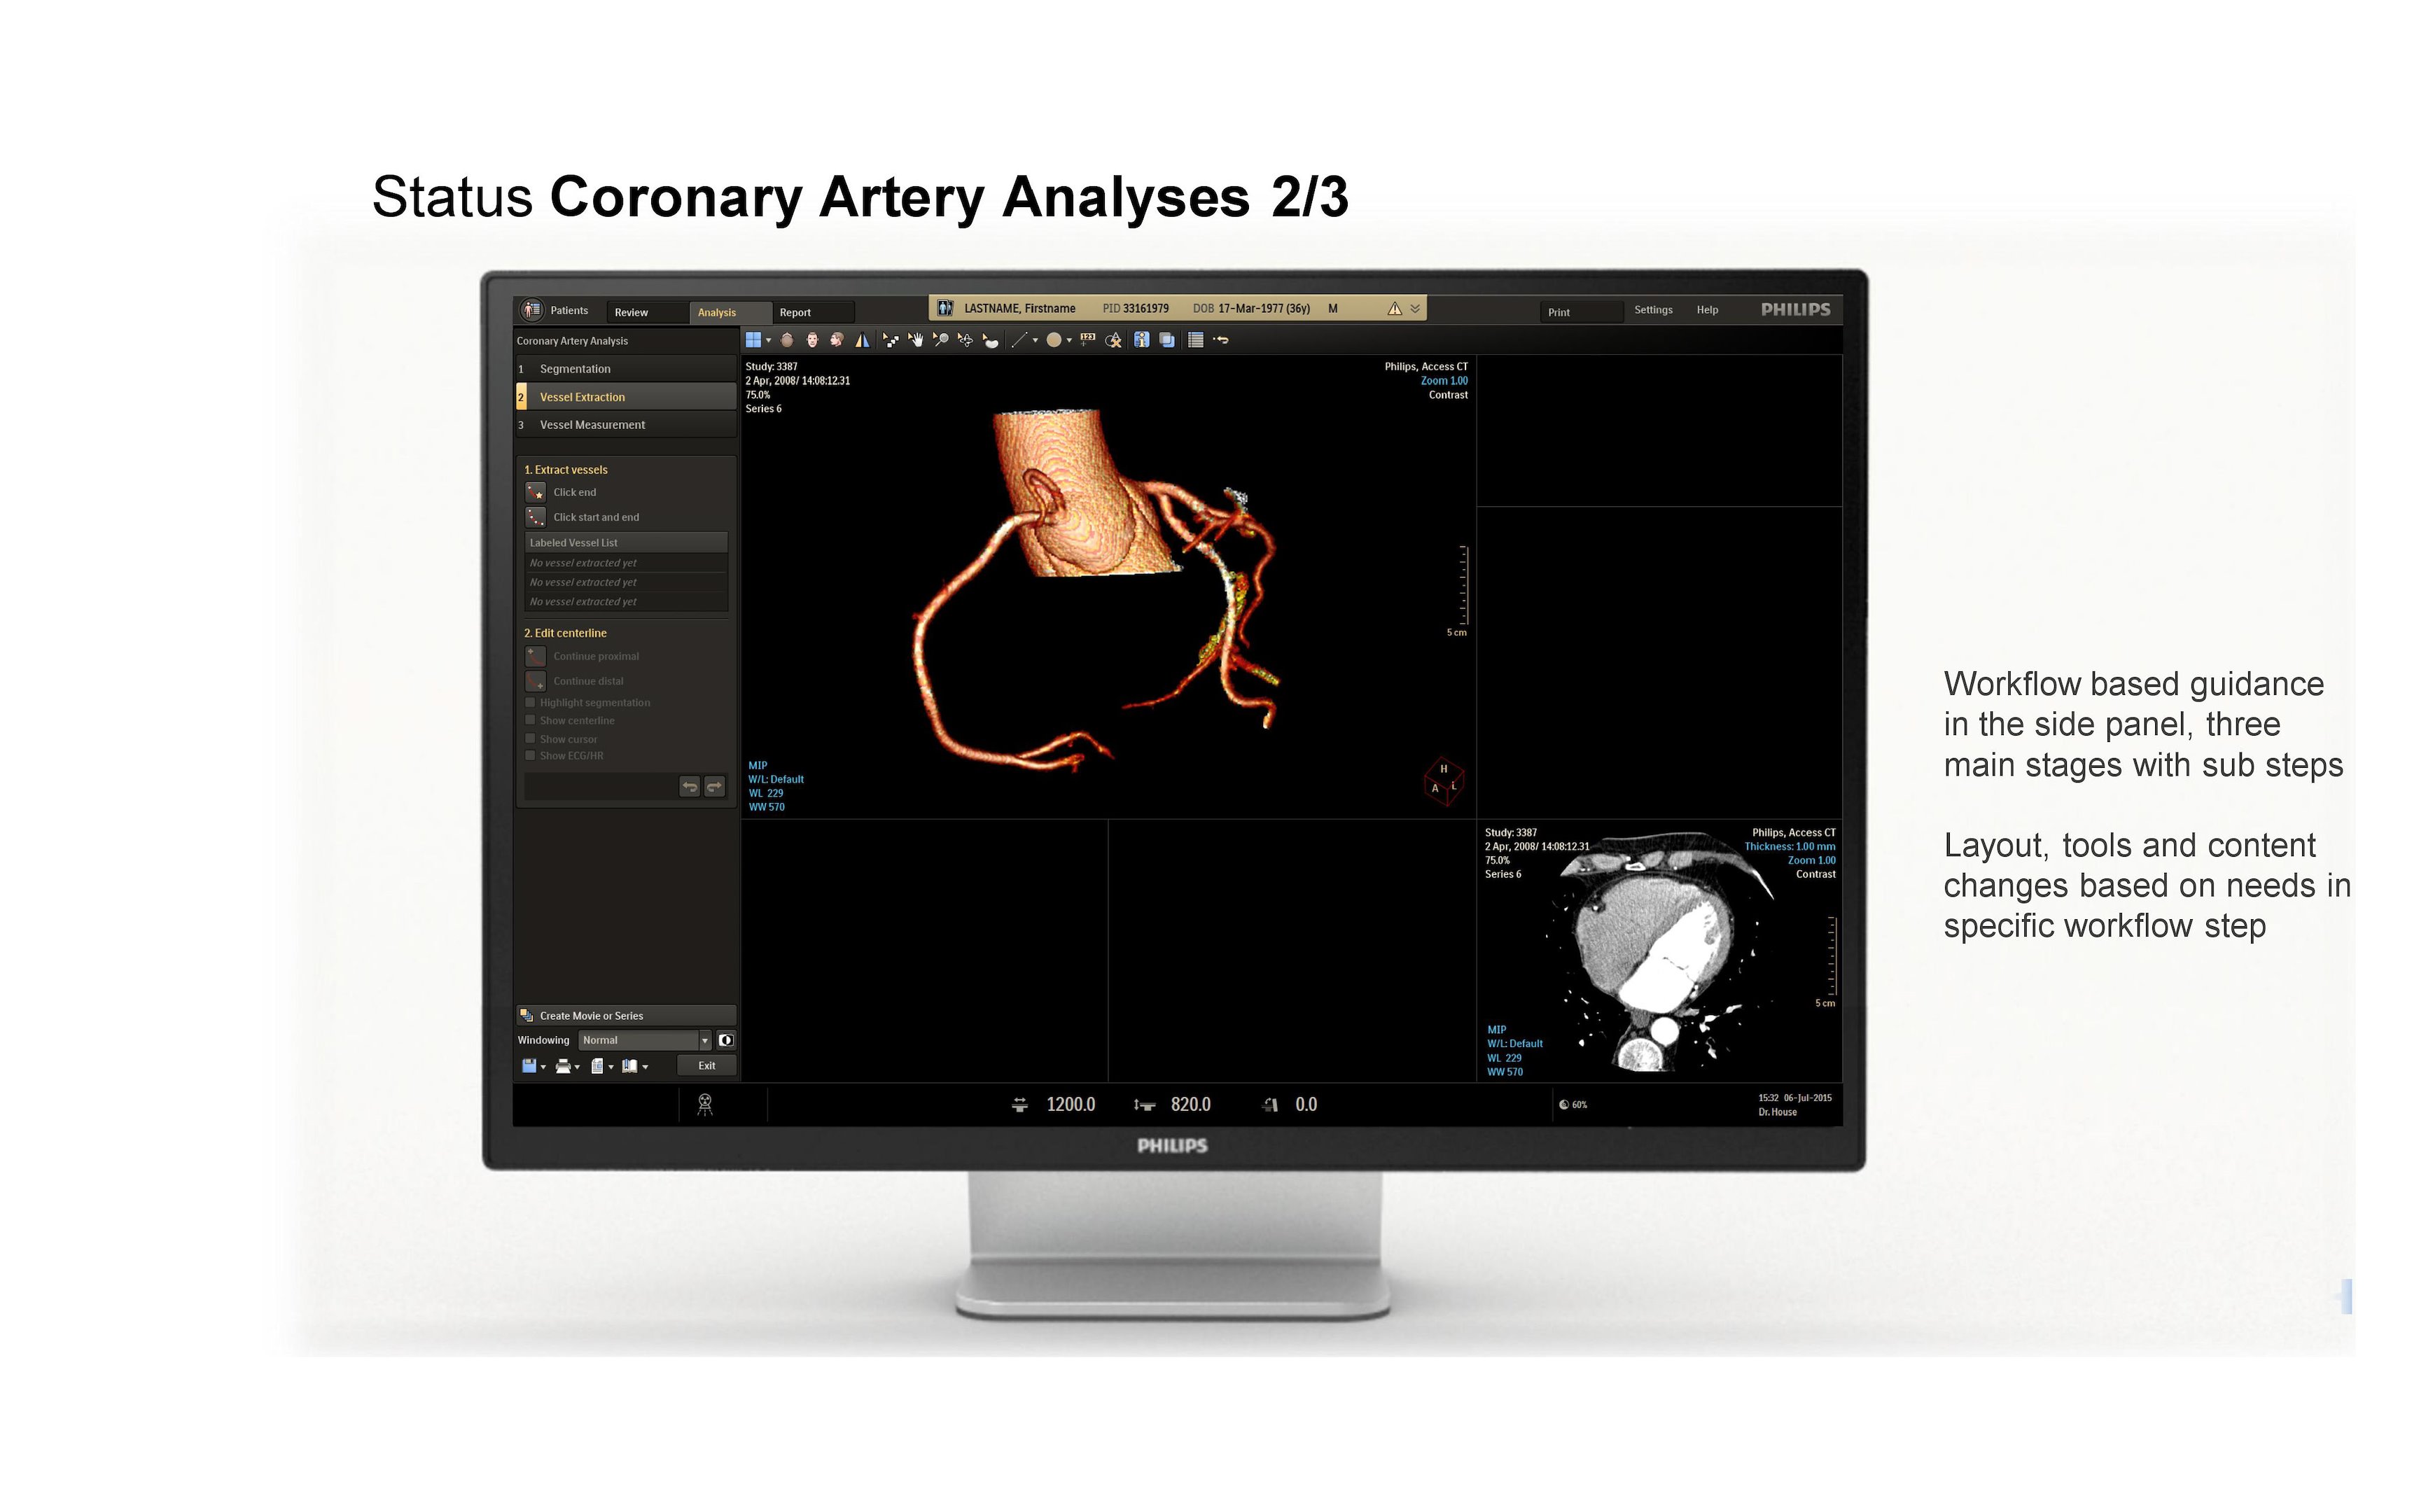 Status Coronary Artery Analyses 2/3
Patients Review Analysis Report
LASTNAME, Firstname PID 33161979 DOB 17-Mar-1977 (36y) M
Print Settings Help PHILIPS
Coronary Artery Analysis
1 Segmentation
2 Vessel Extraction
3 Vessel Measurement
1. Extract vessels
Click end
Click start and end
Labeled Vessel List
No vessel extracted yet
No vessel extracted yet
No vessel extracted yet
2. Edit centerline
Continue proximal
Continue distal
Highlight segmentation
Show centerline
Show cursor
Show ECG/HR
Create Movie or Series
Windowing Normal
Exit
123
Study: 3387
2 Apr, 2008/ 14:08:12.31
75.0%
Series 6
Philips, Access CT
Zoom 1.00
Contrast
5 cm
MIP
W/L: Default
WL 229
WW 570
H
A L
Study: 3387
2 Apr, 2008/ 14:08:12.31
75.0%
Series 6
Philips, Access CT
Thickness: 1.00 mm
Zoom 1.00
Contrast
5 cm
MIP
W/L: Default
WL 229
WW 570
1200.0 820.0 0.0
60%
15:32 06-Jul-2015
Dr. House
PHILIPS
Workflow based guidance
in the side panel, three
main stages with sub steps
Layout, tools and content
changes based on needs in
specific workflow step